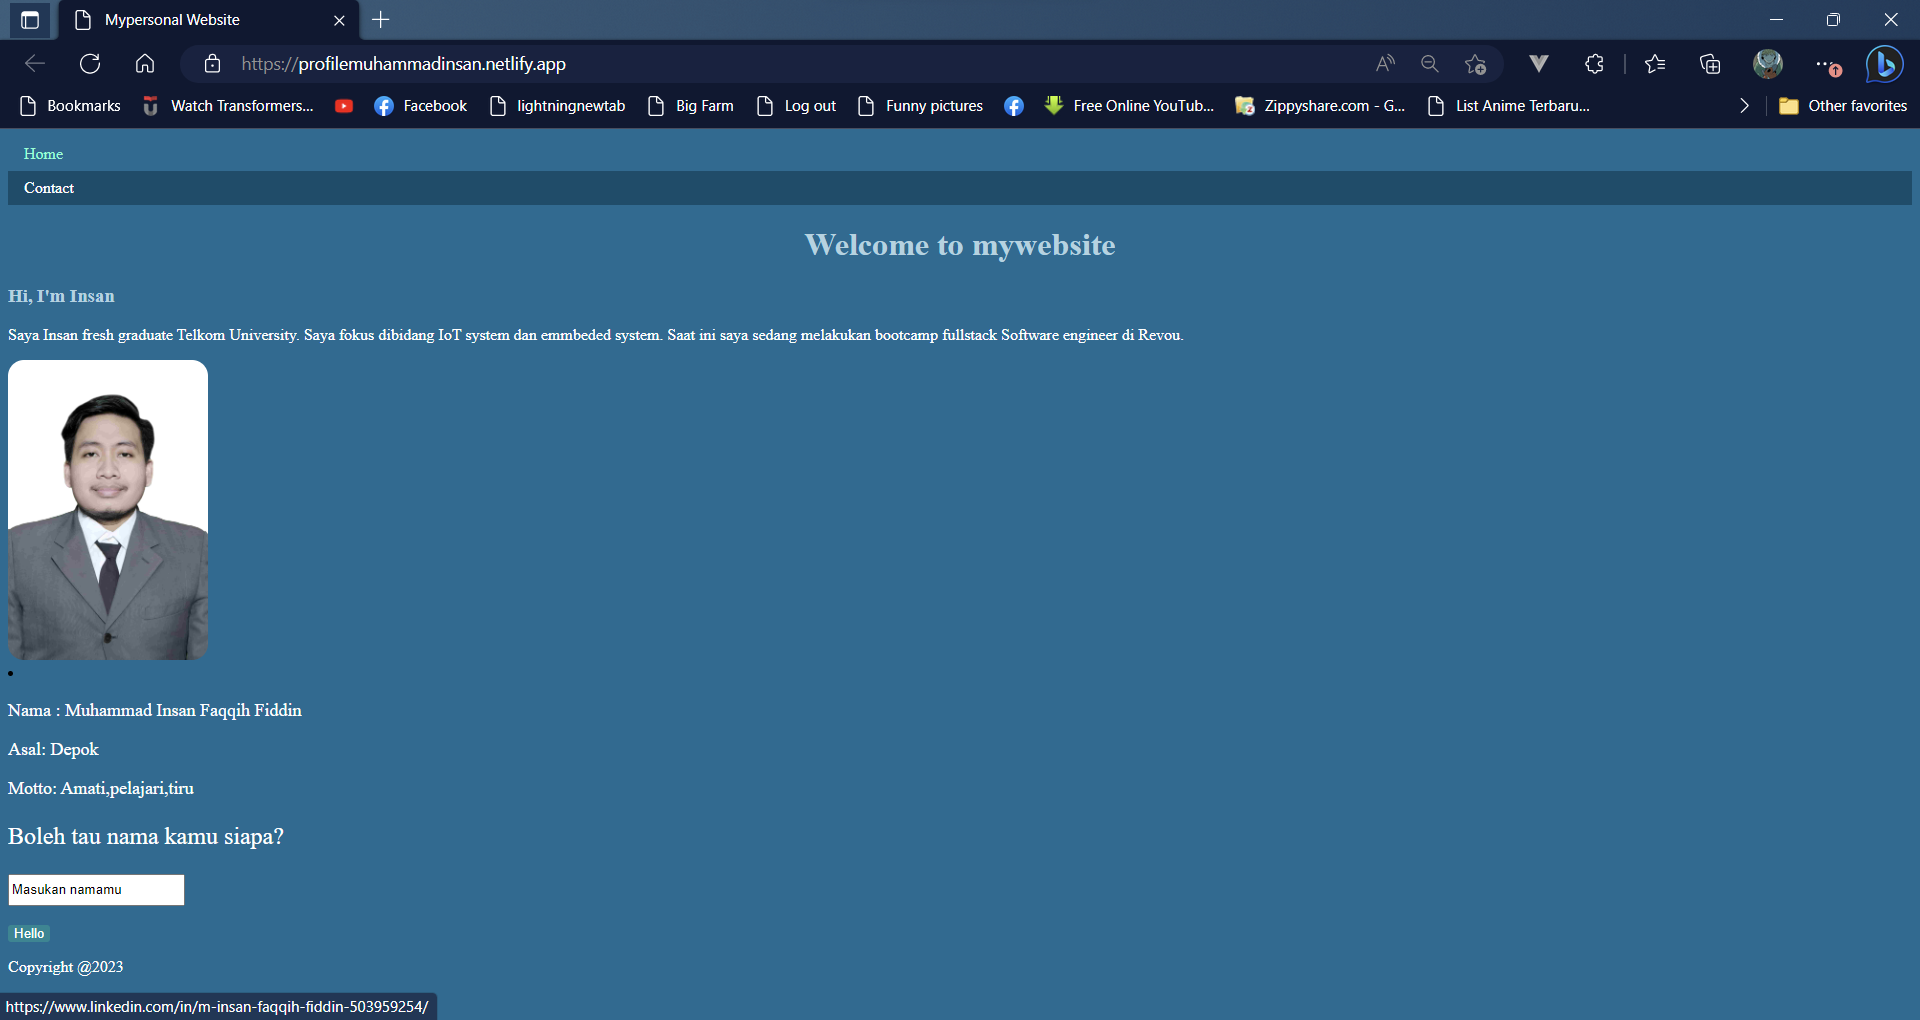 Mypersonal Website
https://profilemuhammadinsan.netlify.app
Bookmarks
Watch Transformers...
Facebook
lightningnewtab
Big Farm
Log out
Funny pictures
Free Online YouTub...
Zippyshare.com - G...
List Anime Terbaru...
Other favorites
Home
Contact
Welcome to mywebsite
Hi, I'm Insan
Saya Insan fresh graduate Telkom University. Saya fokus dibidang IoT system dan emmbeded system. Saat ini saya sedang melakukan bootcamp fullstack Software engineer di Revou.
Nama : Muhammad Insan Faqqih Fiddin
Asal: Depok
Motto: Amati,pelajari,tiru
Boleh tau nama kamu siapa?
Masukan namamu
Hello
Copyright @2023
https://www.linkedin.com/in/m-insan-faqqih-fiddin-503959254/